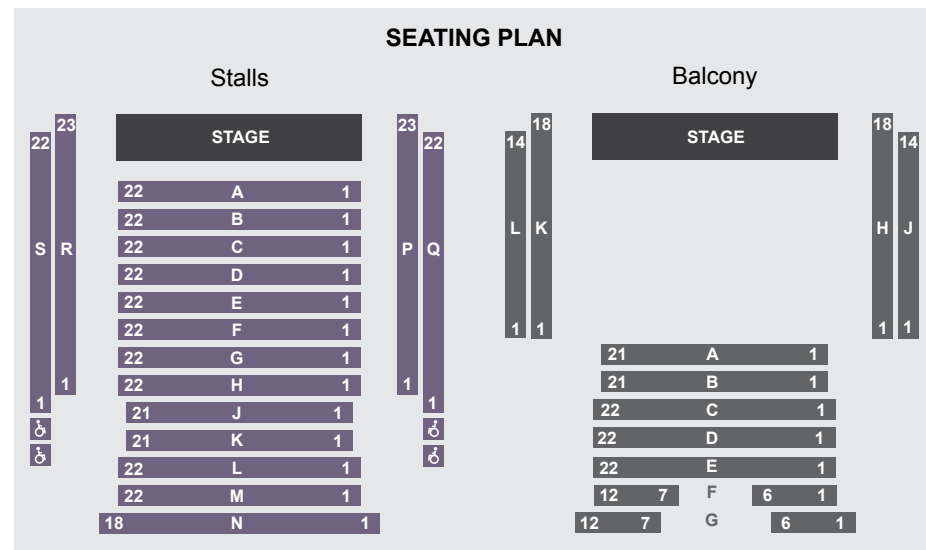 SEATING PLAN
Stalls
Balcony
23 23 18 18
22 STAGE 22 14 STAGE 14
22 A 1
22 B 1
S R 22 C 1 P Q L K H J
22 D 1
22 E 1
22 F 1 1 1 1 1
22 G 1 21 A 1
1 22 H 1 1 21 B 1
1 21 J 1 1 22 C 1
21 K 1 22 D 1
22 L 1 22 E 1
22 M 1 12 7 F 6 1
18 N 1 12 7 G 6 1